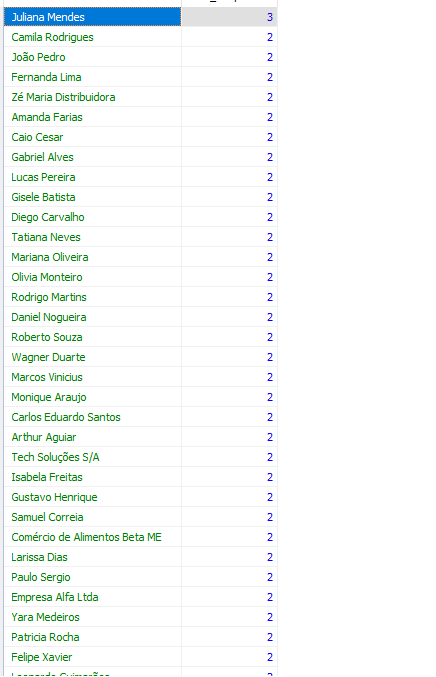 Juliana Mendes 3
Camila Rodrigues 2
João Pedro 2
Fernanda Lima 2
Zé Maria Distribuidora 2
Amanda Farias 2
Caio Cesar 2
Gabriel Alves 2
Lucas Pereira 2
Gisele Batista 2
Diego Carvalho 2
Tatiana Neves 2
Mariana Oliveira 2
Olivia Monteiro 2
Rodrigo Martins 2
Daniel Nogueira 2
Roberto Souza 2
Wagner Duarte 2
Marcos Vinicius 2
Monique Araujo 2
Carlos Eduardo Santos 2
Arthur Aguiar 2
Tech Soluções S/A 2
Isabela Freitas 2
Gustavo Henrique 2
Samuel Correia 2
Comércio de Alimentos Beta ME 2
Larissa Dias 2
Paulo Sergio 2
Empresa Alfa Ltda 2
Yara Medeiros 2
Patricia Rocha 2
Felipe Xavier 2